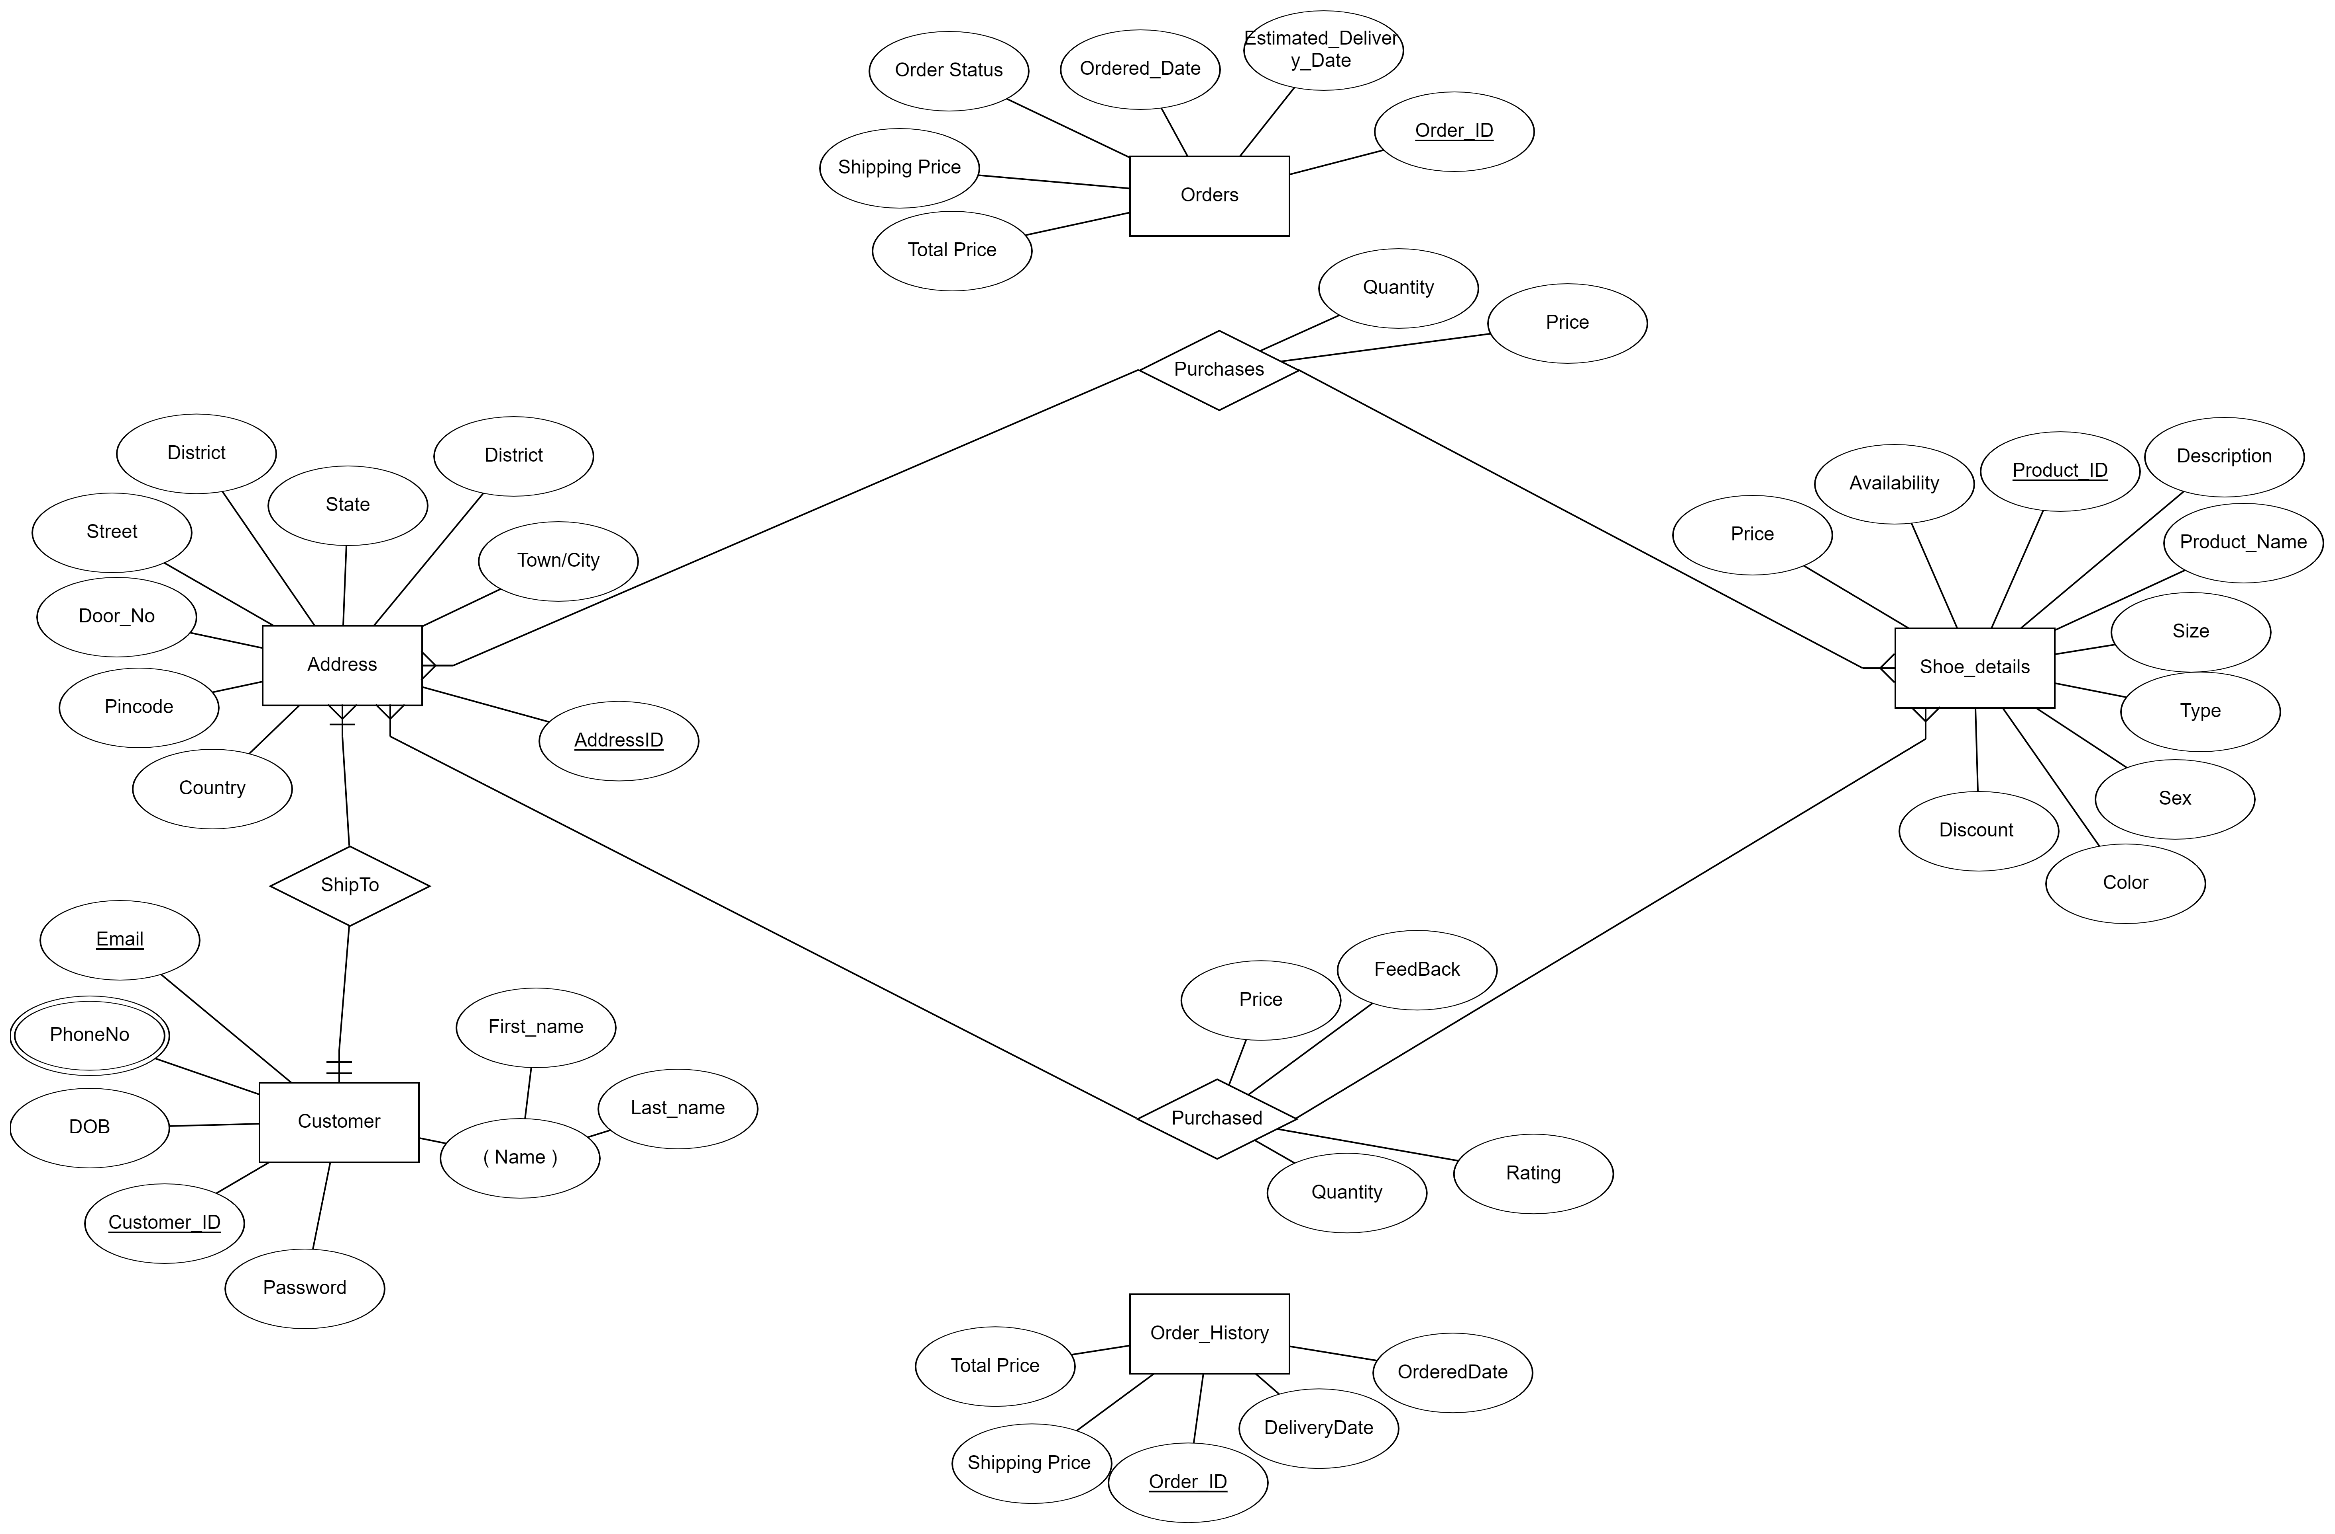 Estimated_Deliver
y_Date
Order Status
Ordered_Date
Order_ID
Shipping Price
Orders
Total Price
Quantity
Price
Purchases
District
District
Description
Product_ID
Availability
State
Street
Price
Product_Name
Town/City
Door_No
Size
Address
Shoe_details
Pincode
Type
AddressID
Country
Sex
Discount
Color
ShipTo
Email
FeedBack
Price
First_name
PhoneNo
Last_name
Customer
Purchased
DOB
( Name )
Rating
Quantity
Customer_ID
Password
Order_History
Total Price
OrderedDate
DeliveryDate
Shipping Price
Order_ID